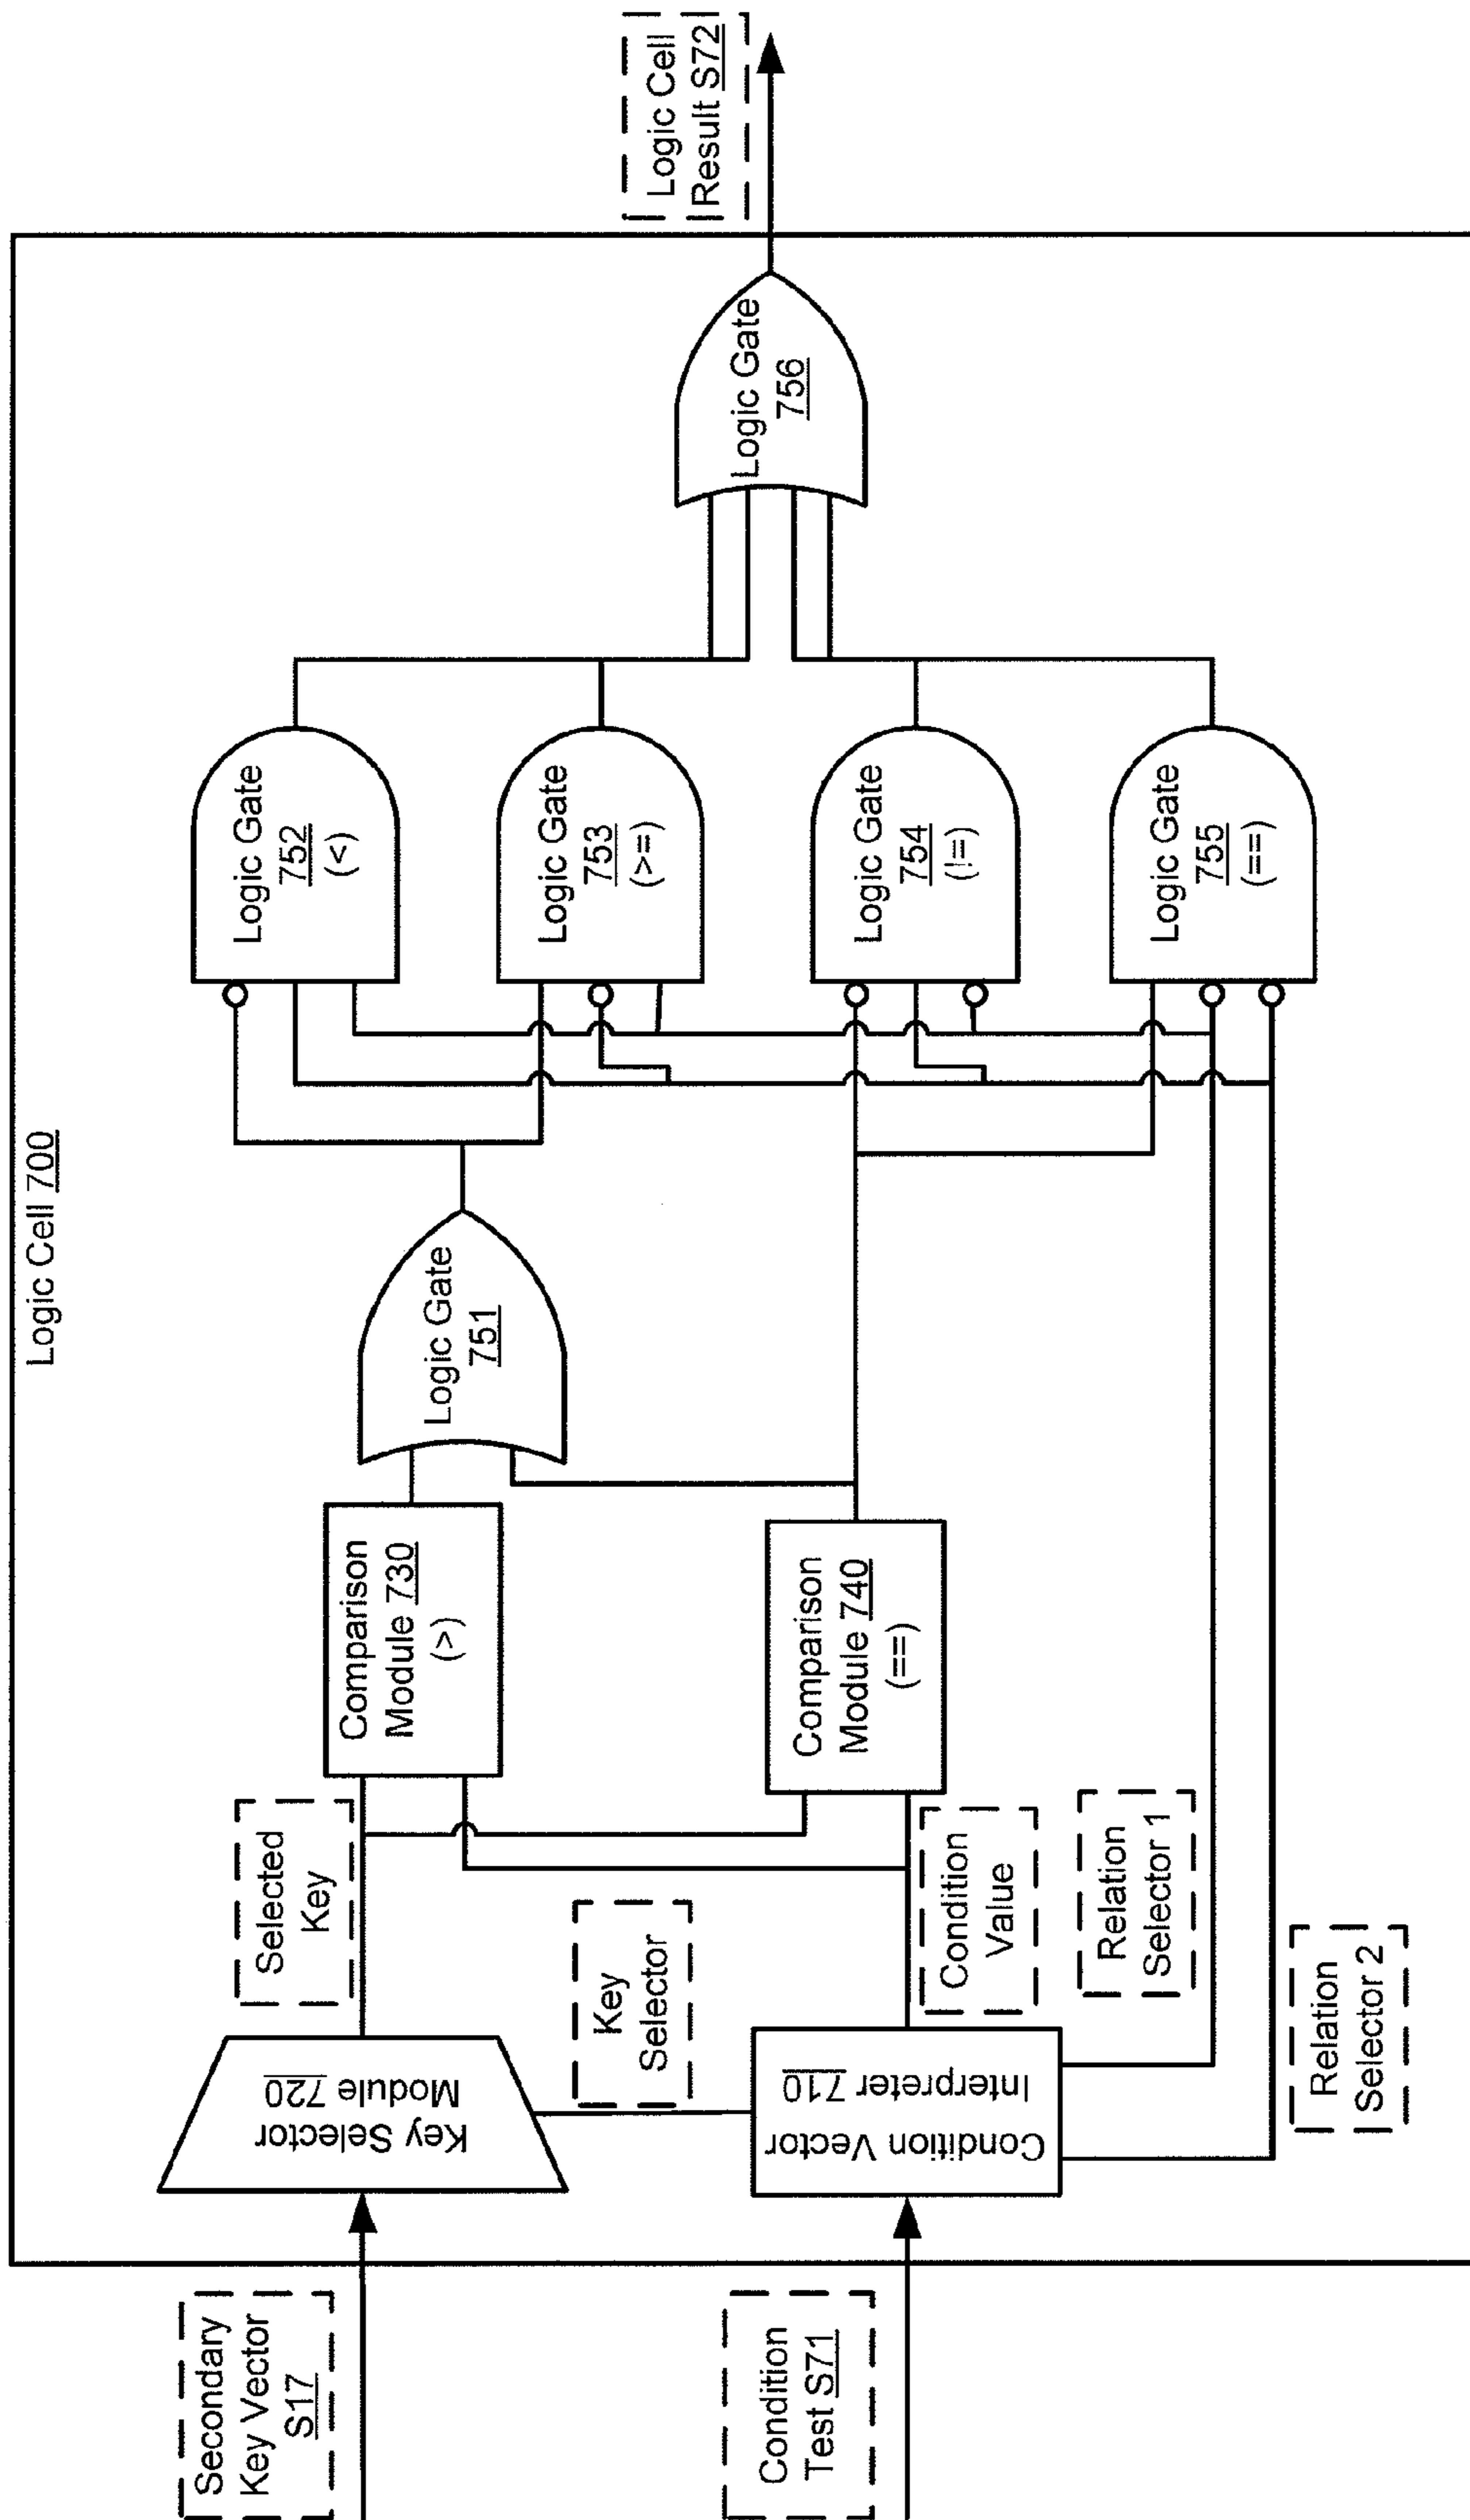 Logic Cell 700
Secondary
Key Vector
S17
Condition
Test S71
Key Selector
Module 720
Condition Vector
Interpreter 710
Selected
Key
Key
Selector
Condition
Value
Relation
Selector 1
Relation
Selector 2
Comparison
Module 730
(>)
Comparison
Module 740
(==)
Logic Gate
751
Logic Gate
752
(<)
Logic Gate
753
(>=)
Logic Gate
754
(!=)
Logic Gate
755
(==)
Logic Gate
756
Logic Cell
Result S72